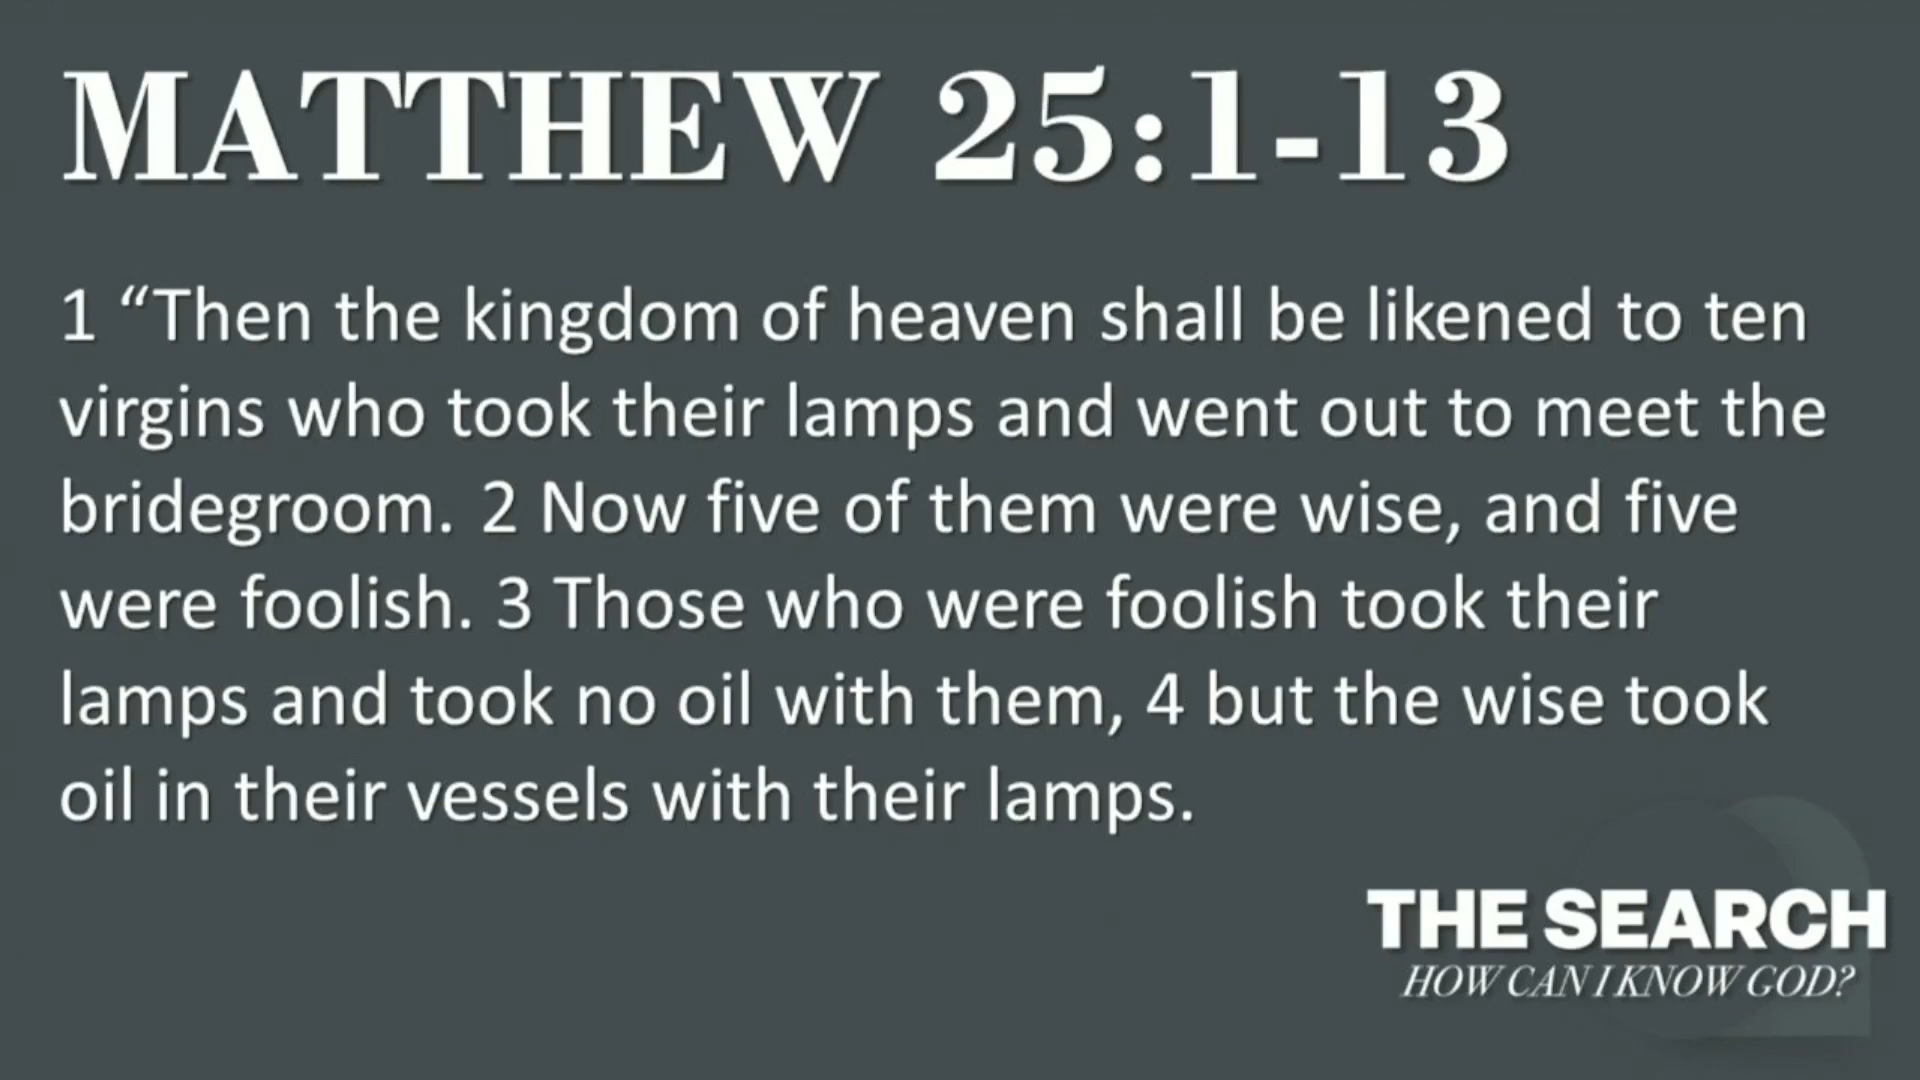 MATTHEW 25:1-13
1 “Then the kingdom of heaven shall be likened to ten
virgins who took their lamps and went out to meet the
bridegroom. 2 Now five of them were wise, and five
were foolish. 3 Those who were foolish took their
lamps and took no oil with them, 4 but the wise took
oil in their vessels with their lamps.
THE SEARCH
HOW CAN I KNOW GOD?